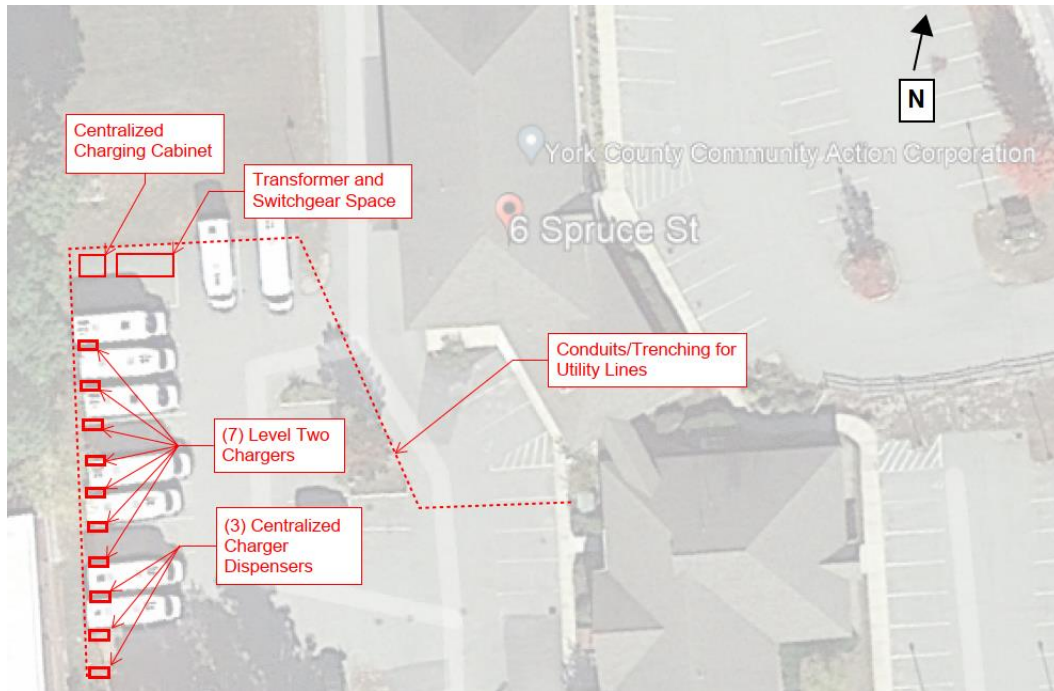 N
York County Community Action Corporation
6 Spruce St
Centralized
Charging Cabinet
Transformer and
Switchgear Space
Conduits/Trenching for
Utility Lines
(7) Level Two
Chargers
(3) Centralized
Charger
Dispensers